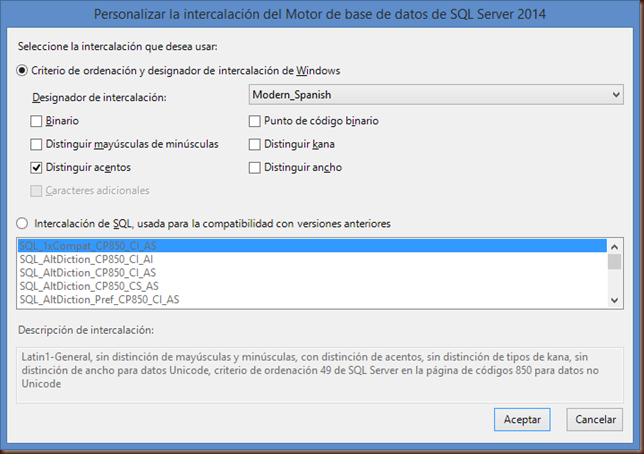 Personalizar la intercalación del Motor de base de datos de SQL Server 2014
Seleccione la intercalación que desea usar:
Criterio de ordenación y designador de intercalación de Windows
Designador de intercalación: Modern_Spanish
Binario Punto de código binario
Distinguir mayúsculas de minúsculas Distinguir kana
Distinguir acentos Distinguir ancho
Caracteres adicionales
Intercalación de SQL, usada para la compatibilidad con versiones anteriores
SQL_1xCompat_CP850_CI_AS
SQL_AltDiction_CP850_CI_AI
SQL_AltDiction_CP850_CI_AS
SQL_AltDiction_CP850_CS_AS
SQL_AltDiction_Pref_CP850_CI_AS
Descripción de intercalación:
Latin1-General, sin distinción de mayúsculas y minúsculas, con distinción de acentos, sin distinción de tipos de kana, sin
distinción de ancho para datos Unicode, criterio de ordenación 49 de SQL Server en la página de códigos 850 para datos no
Unicode
Aceptar Cancelar